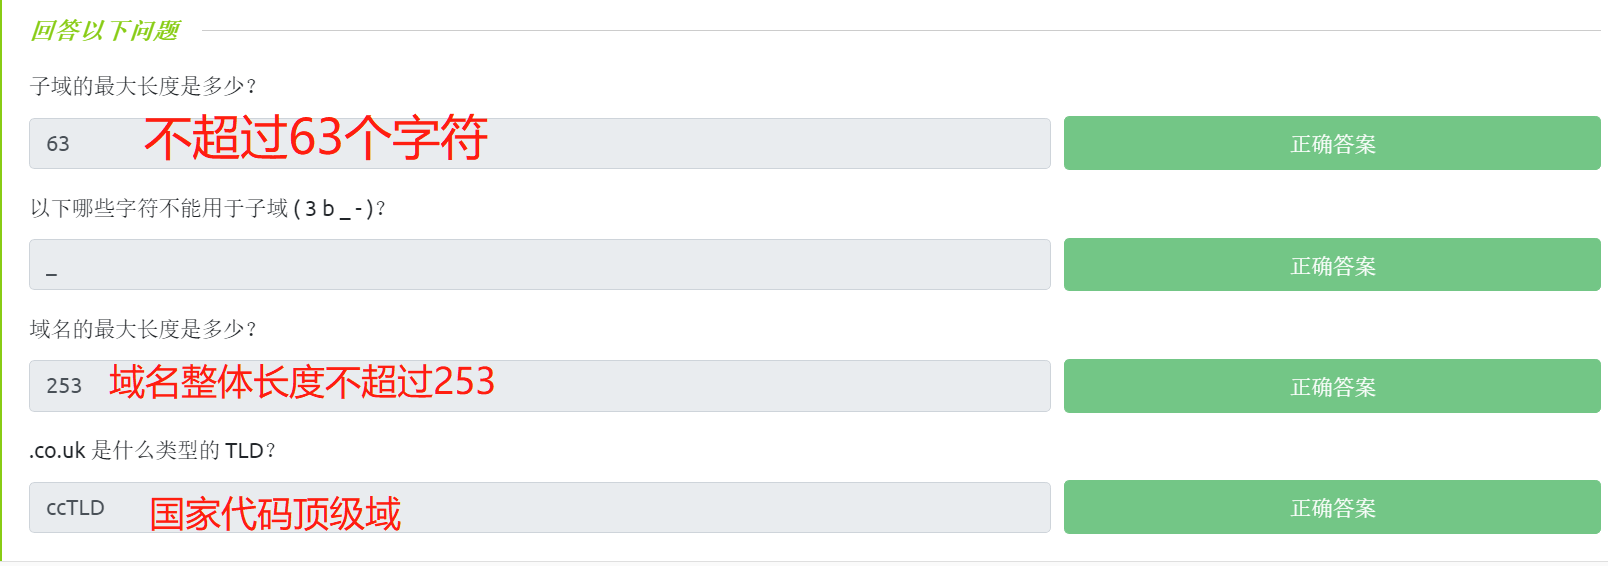 回答以下问题
子域的最大长度是多少？
63 不超过63个字符 正确答案
以下哪些字符不能用于子域 ( 3 b _ - )？
_ 正确答案
域名的最大长度是多少？
253 域名整体长度不超过253 正确答案
.co.uk 是什么类型的 TLD？
ccTLD 国家代码顶级域 正确答案